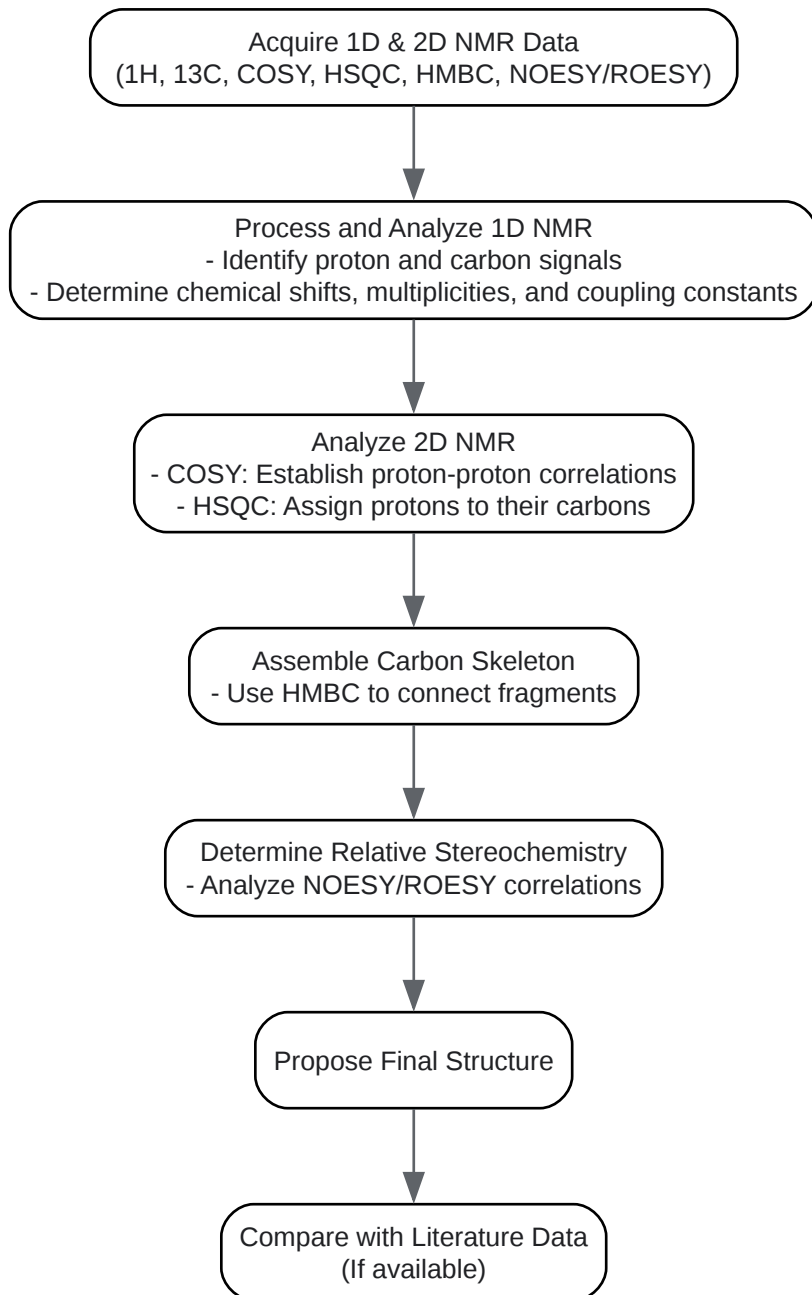 Acquire 1D & 2D NMR Data
(1H, 13C, COSY, HSQC, HMBC, NOESY/ROESY)
Process and Analyze 1D NMR
- Identify proton and carbon signals
- Determine chemical shifts, multiplicities, and coupling constants
Analyze 2D NMR
- COSY: Establish proton-proton correlations
- HSQC: Assign protons to their carbons
Assemble Carbon Skeleton
- Use HMBC to connect fragments
Determine Relative Stereochemistry
- Analyze NOESY/ROESY correlations
Propose Final Structure
Compare with Literature Data
(If available)